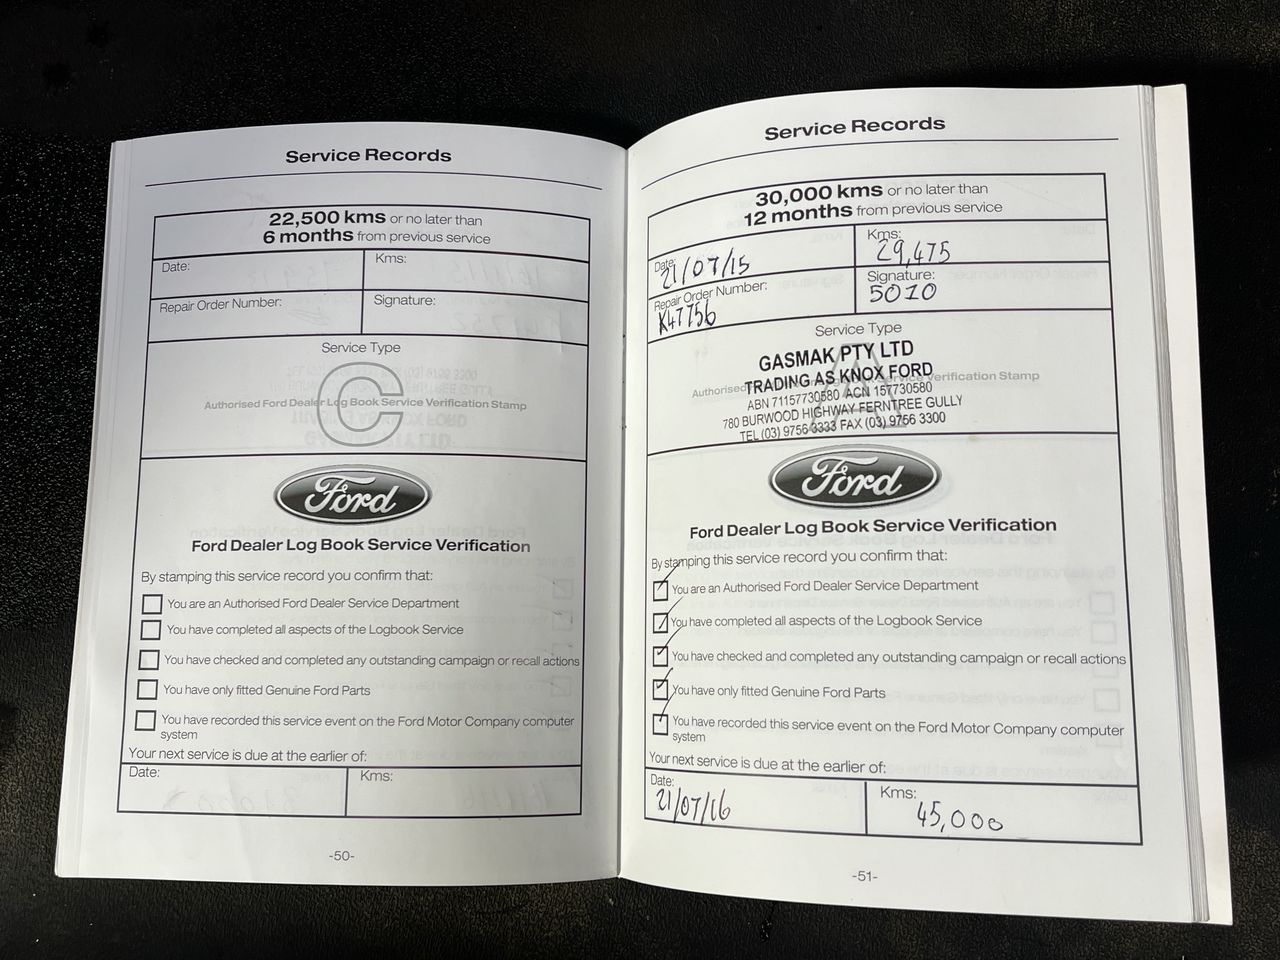 Service Records
22,500 kms or no later than
6 months from previous service
Date:
Kms:
Repair Order Number:
Signature:
Service Type
C
Authorised Ford Dealer Log Book Service Verification Stamp
Ford
Ford Dealer Log Book Service Verification
By stamping this service record you confirm that:
You are an Authorised Ford Dealer Service Department
You have completed all aspects of the Logbook Service
You have checked and completed any outstanding campaign or recall actions
You have only fitted Genuine Ford Parts
You have recorded this service event on the Ford Motor Company computer
system
Your next service is due at the earlier of:
Date:
Kms:
-50-
Service Records
30,000 kms or no later than
12 months from previous service
Date:
21/07/15
Kms:
29,475
Repair Order Number:
K47756
Signature:
5010
Service Type
A
GASMAK PTY LTD
TRADING AS KNOX FORD
Authorised Service Verification Stamp
ABN 71157730580 ACN 157730580
780 BURWOOD HIGHWAY FERNTREE GULLY
TEL (03) 9756 3333 FAX (03) 9756 3300
Ford
Ford Dealer Log Book Service Verification
By stamping this service record you confirm that:
You are an Authorised Ford Dealer Service Department
You have completed all aspects of the Logbook Service
You have checked and completed any outstanding campaign or recall actions
You have only fitted Genuine Ford Parts
You have recorded this service event on the Ford Motor Company computer
system
Your next service is due at the earlier of:
Date:
21/07/16
Kms:
45,000
-51-